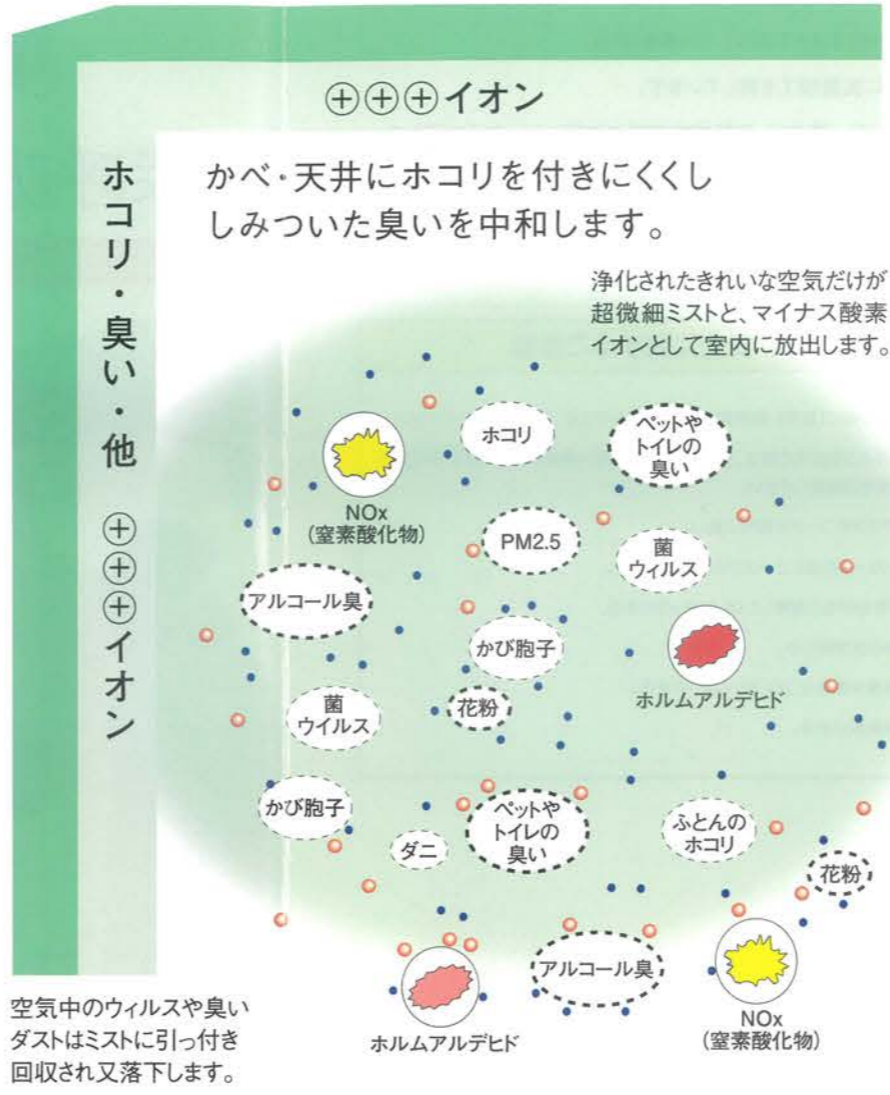 ⊕⊕⊕イオン
ホコリ・臭い・他 ⊕⊕⊕イオン
かべ・天井にホコリを付きにくくし
しみついた臭いを中和します。
浄化されたきれいな空気だけが
超微細ミストと、マイナス酸素
イオンとして室内に放出します。
ホコリ
ペットや
トイレの
臭い
NOx
(窒素酸化物)
PM2.5
菌
ウィルス
アルコール臭
かび胞子
ホルムアルデヒド
菌
ウイルス
花粉
かび胞子
ダニ
ペットや
トイレの
臭い
ふとんの
ホコリ
花粉
アルコール臭
ホルムアルデヒド
NOx
(窒素酸化物)
空気中のウィルスや臭い
ダストはミストに引っ付き
回収され又落下します。